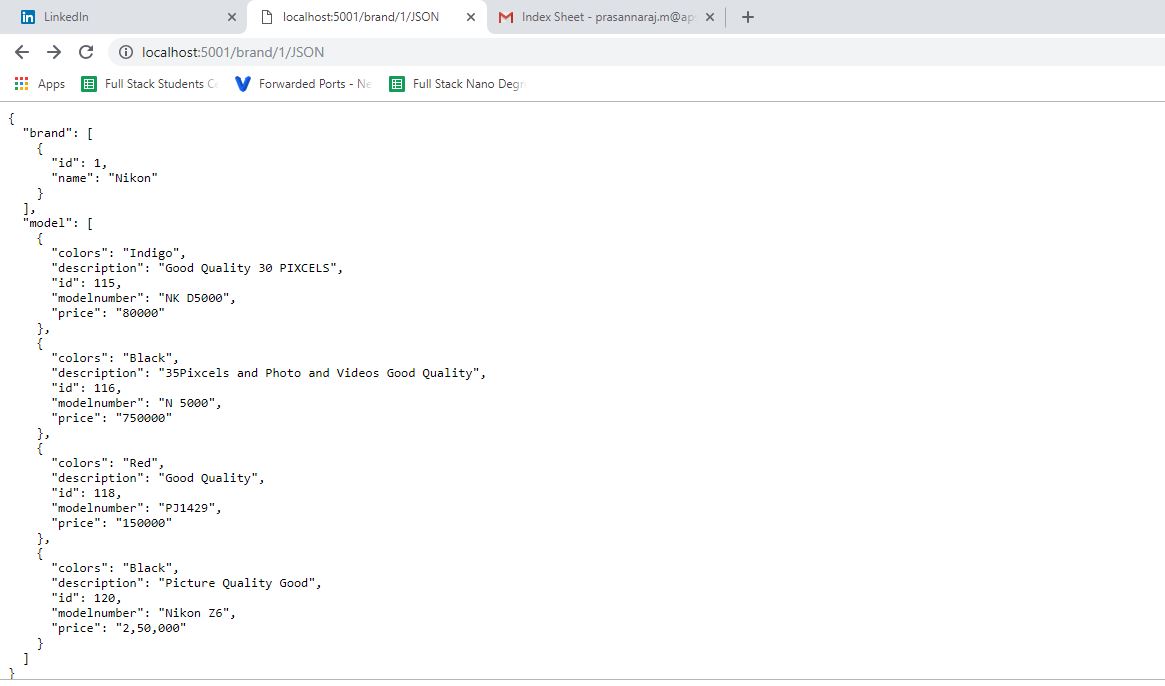 LinkedIn
localhost:5001/brand/1/JSON
Index Sheet - prasannaraj.m@aps
localhost:5001/brand/1/JSON
Apps
Full Stack Students
Forwarded Ports - Ne
Full Stack Nano Degr
{
"brand": [
{
"id": 1,
"name": "Nikon"
}
],
"model": [
{
"colors": "Indigo",
"description": "Good Quality 30 PIXCELS",
"id": 115,
"modelnumber": "NK D5000",
"price": "80000"
},
{
"colors": "Black",
"description": "35Pixcels and Photo and Videos Good Quality",
"id": 116,
"modelnumber": "N 5000",
"price": "750000"
},
{
"colors": "Red",
"description": "Good Quality",
"id": 118,
"modelnumber": "PJ1429",
"price": "150000"
},
{
"colors": "Black",
"description": "Picture Quality Good",
"id": 120,
"modelnumber": "Nikon Z6",
"price": "2,50,000"
}
]
}